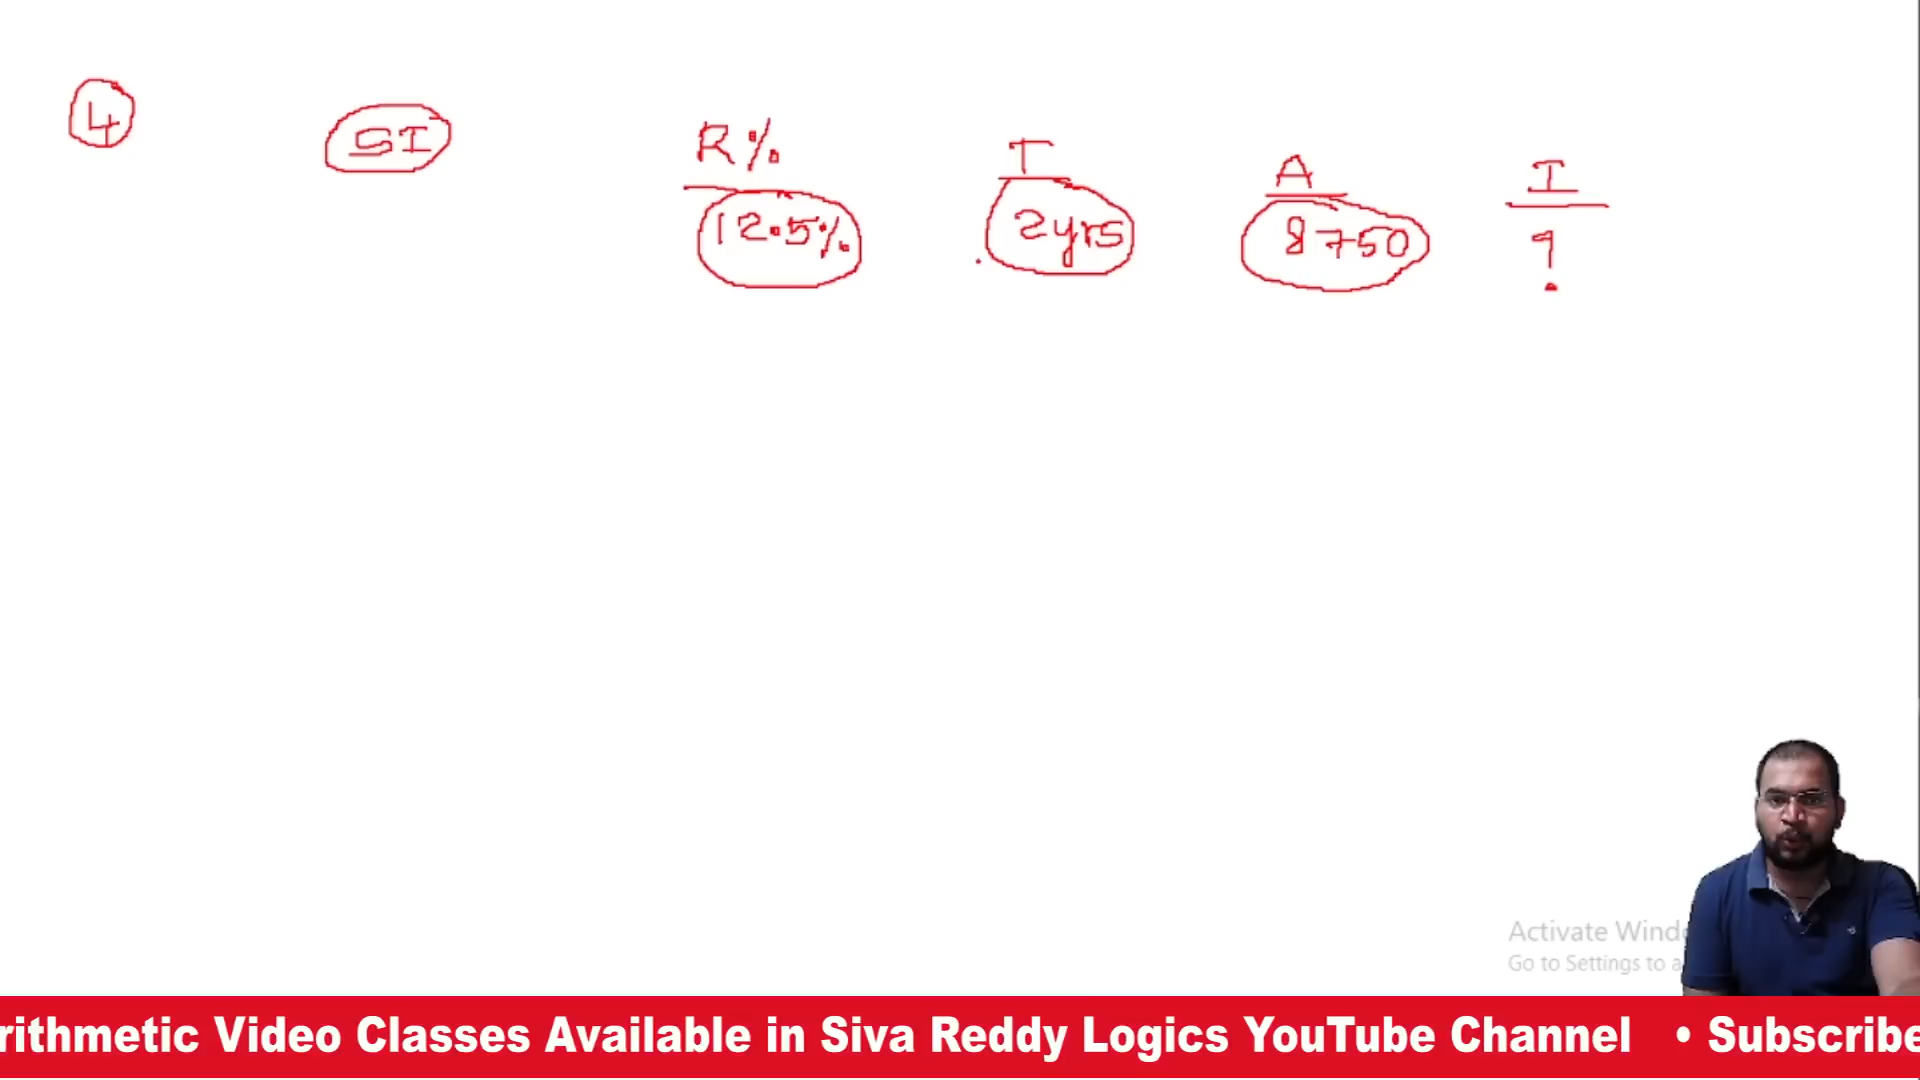 4
SI
R% T A I
12.5% 2yrs 8750 ?
Activate Wind
Go to Settings to a
rithmetic Video Classes Available in Siva Reddy Logics YouTube Channel • Subscribe